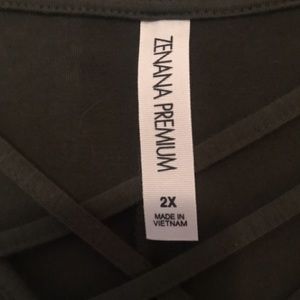 ZENANA PREMIUM
2X
MADE IN
VIETNAM